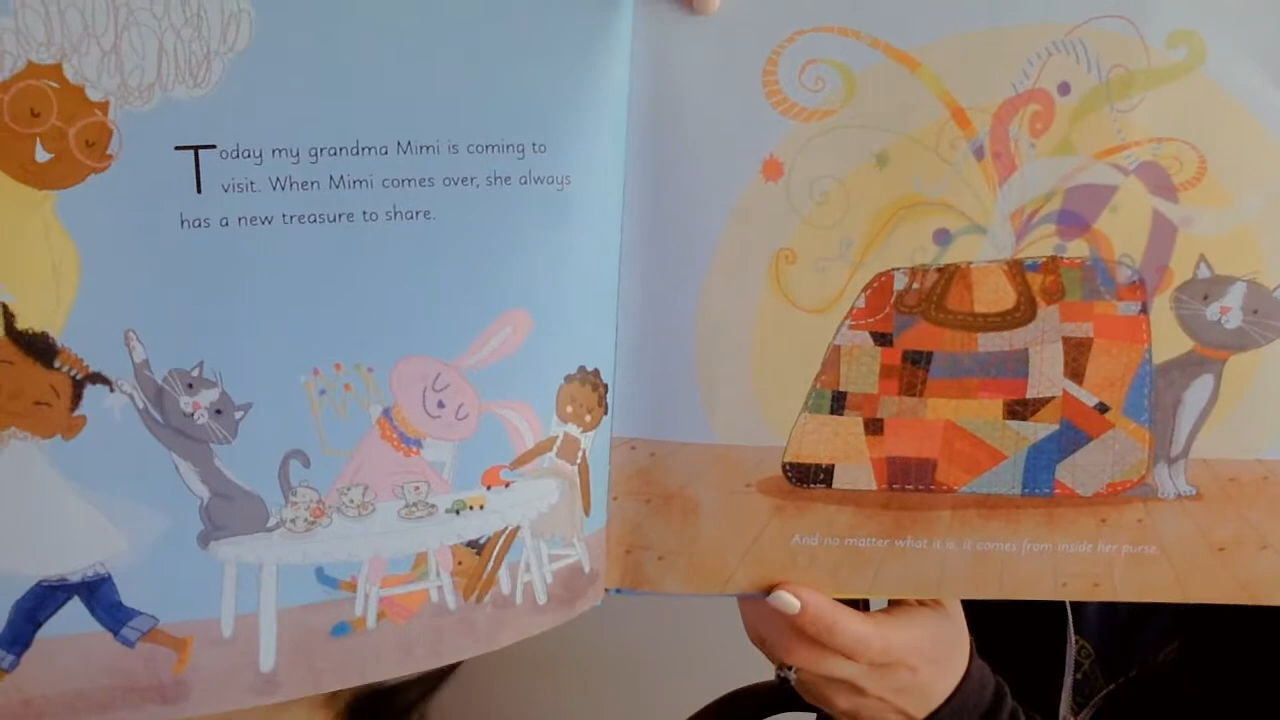 Today my grandma Mimi is coming to
visit. When Mimi comes over, she always
has a new treasure to share.
And no matter what it is, it comes from inside her purse.